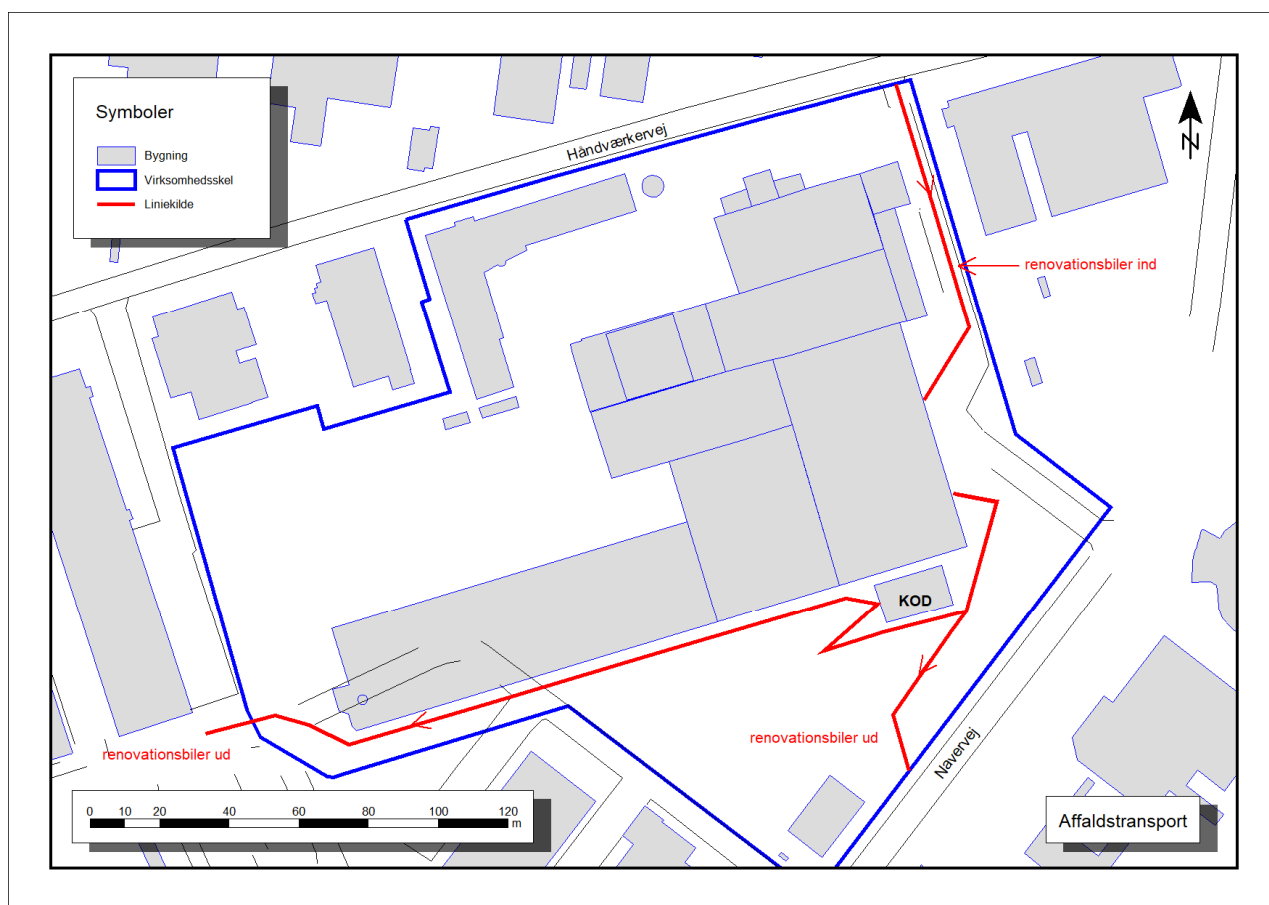 Symboler
Bygning
Virksomhedsskel
Liniekilde
Håndværkervej
N
renovationsbiler ind
KOD
renovationsbiler ud
renovationsbiler ud
Navervej
0 10 20 40 60 80 100 120
m
Affaldstransport